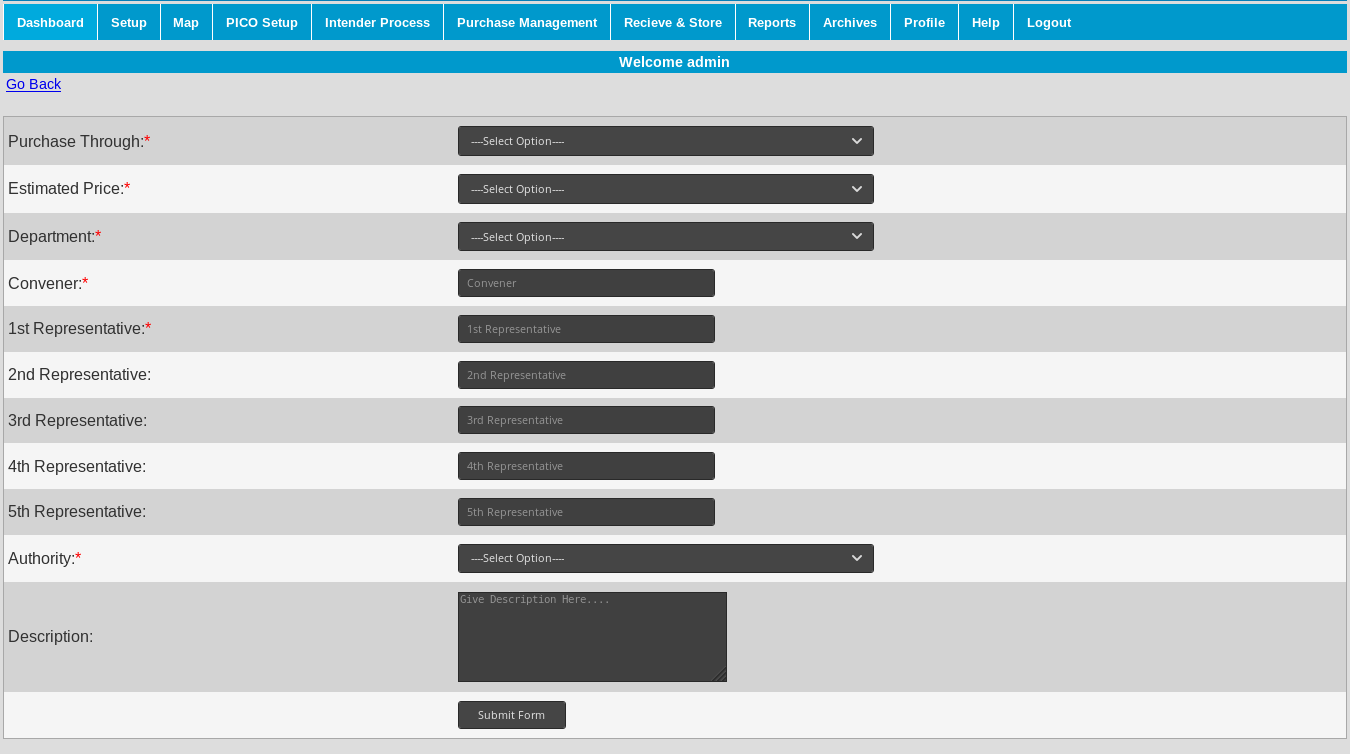 Dashboard Setup Map PICO Setup Intender Process Purchase Management Recieve & Store Reports Archives Profile Help Logout
Welcome admin
Go Back
Purchase Through:* ----Select Option----
Estimated Price:* ----Select Option----
Department:* ----Select Option----
Convener:* Convener
1st Representative:* 1st Representative
2nd Representative: 2nd Representative
3rd Representative: 3rd Representative
4th Representative: 4th Representative
5th Representative: 5th Representative
Authority:* ----Select Option----
Give Description Here....
Description:
Submit Form